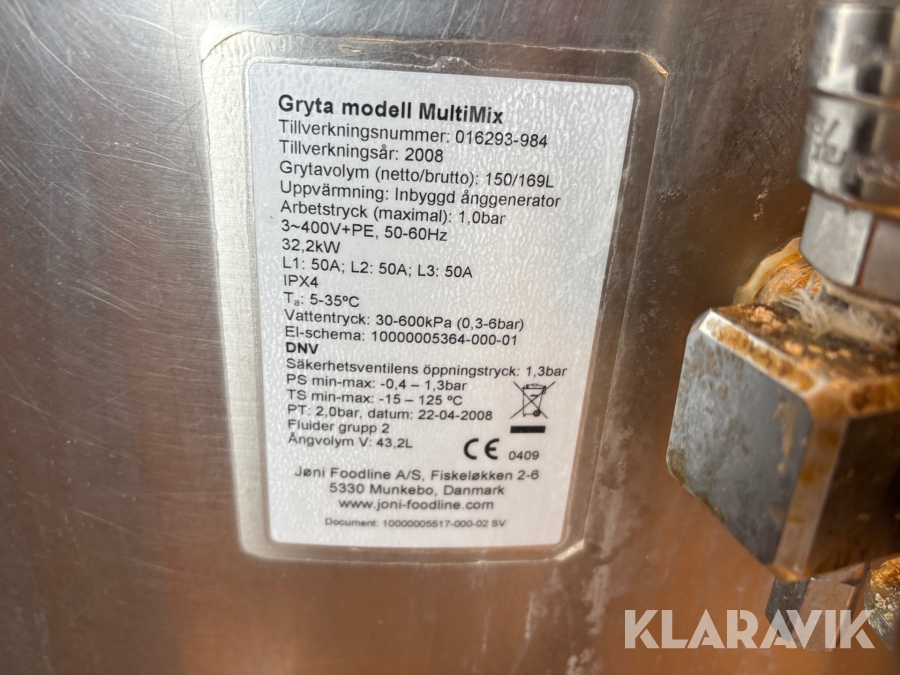 Gryta modell MultiMix
Tillverkningsnummer: 016293-984
Tillverkningsår: 2008
Grytavolym (netto/brutto): 150/169L
Uppvärmning: Inbyggd ånggenerator
Arbetstryck (maximal): 1,0bar
3~400V+PE, 50-60Hz
32,2kW
L1: 50A; L2: 50A; L3: 50A
IPX4
Ta: 5-35ºC
Vattentryck: 30-600kPa (0,3-6bar)
El-schema: 10000005364-000-01
DNV
Säkerhetsventilens öppningstryck: 1,3bar
PS min-max: -0,4 – 1,3bar
TS min-max: -15 – 125 ºC
PT: 2,0bar, datum: 22-04-2008
Fluider grupp 2
Ångvolym V: 43,2L
CE 0409
Jøni Foodline A/S, Fiskeløkken 2-6
5330 Munkebo, Danmark
www.joni-foodline.com
Document: 10000005517-000-02 SV
KLARAVIK